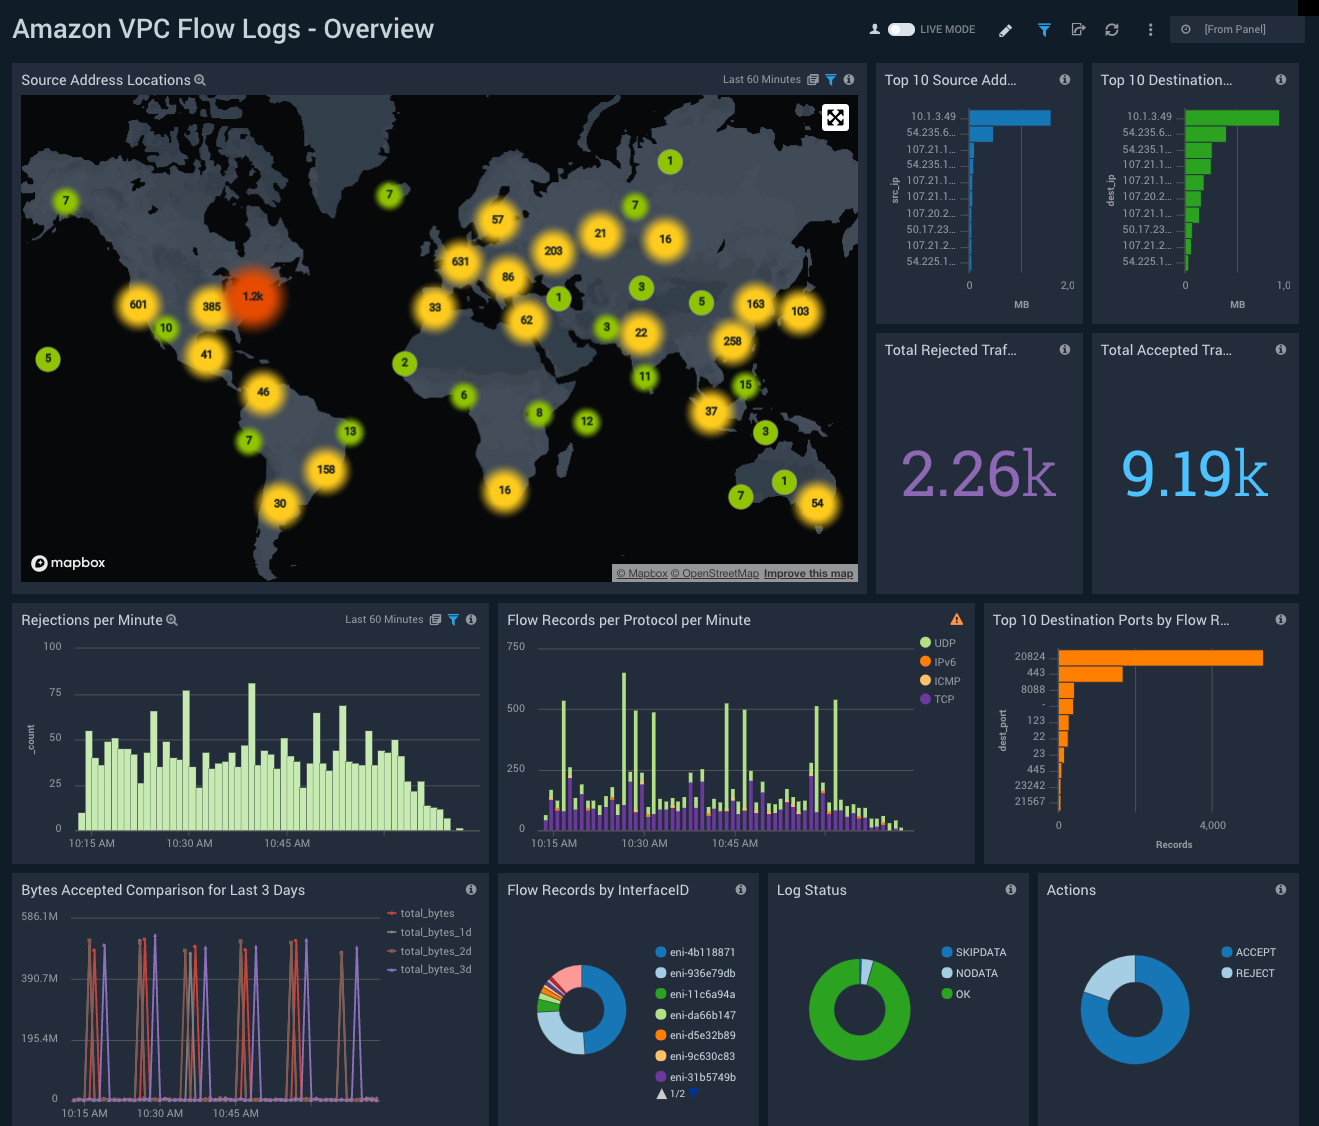 Amazon VPC Flow Logs - Overview
LIVE MODE
[From Panel]
Source Address Locations
Last 60 Minutes
1
7
7
7
57
21
16
203
631
86
1.2k
3
601
385
33
1
5
163
103
10
62
3
22
258
5
41
2
11
15
46
6
8
12
37
7
13
3
158
16
1
30
7
54
mapbox
© Mapbox © OpenStreetMap Improve this map
Top 10 Source Add...
src_ip
10.1.3.49
54.235.6...
107.21.1...
54.235.1...
107.21.1...
107.21.1...
107.20.2...
50.17.23...
107.21.2...
54.225.1...
0
2,0
MB
Top 10 Destination...
dest_ip
10.1.3.49
54.235.6...
54.235.1...
107.21.1...
107.21.1...
107.20.2...
107.21.1...
50.17.23...
107.21.2...
54.225.1...
0
1,0
MB
Total Rejected Traf...
2.26k
Total Accepted Tra...
9.19k
Rejections per Minute
Last 60 Minutes
_count
100
75
50
25
0
10:15 AM
10:30 AM
10:45 AM
Flow Records per Protocol per Minute
750
500
250
0
10:15 AM
10:30 AM
10:45 AM
UDP
IPv6
ICMP
TCP
Top 10 Destination Ports by Flow R...
dest_port
20824
443
8088
-
123
22
23
445
23242
21567
0
4,000
Records
Bytes Accepted Comparison for Last 3 Days
586.1M
390.7M
195.4M
0
10:15 AM
10:30 AM
10:45 AM
total_bytes
total_bytes_1d
total_bytes_2d
total_bytes_3d
Flow Records by InterfaceID
eni-4b118871
eni-936e79db
eni-11c6a94a
eni-da66b147
eni-d5e32b89
eni-9c630c83
eni-31b5749b
1/2
Log Status
SKIPDATA
NODATA
OK
Actions
ACCEPT
REJECT